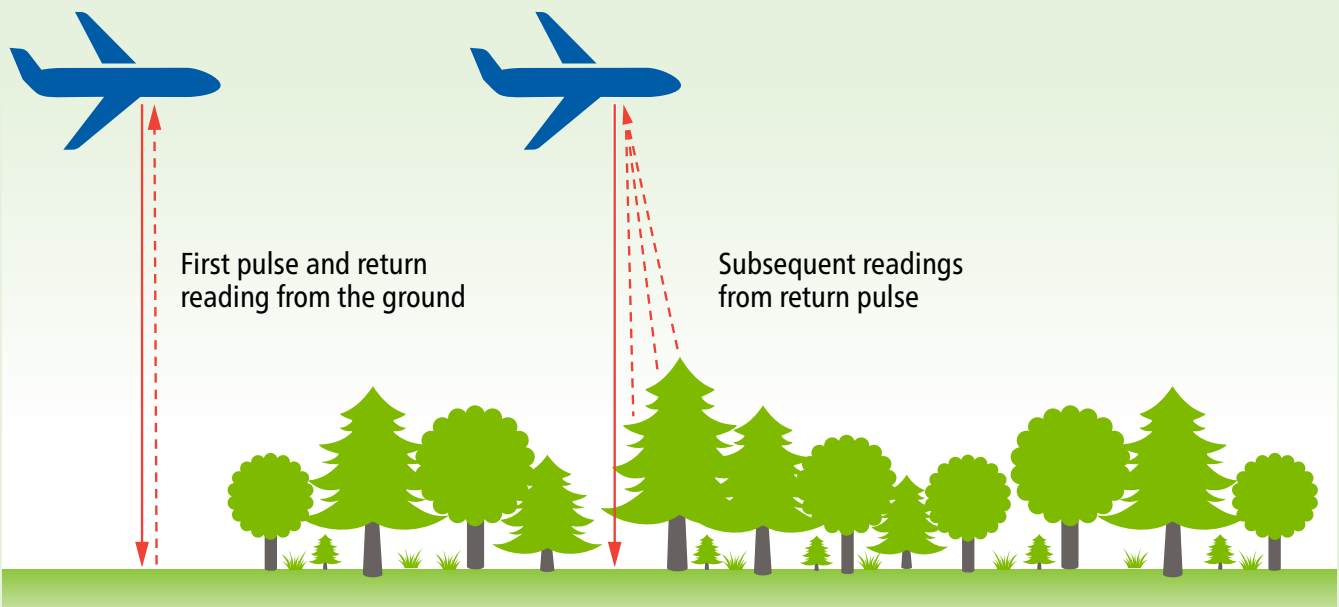 First pulse and return
reading from the ground
Subsequent readings
from return pulse